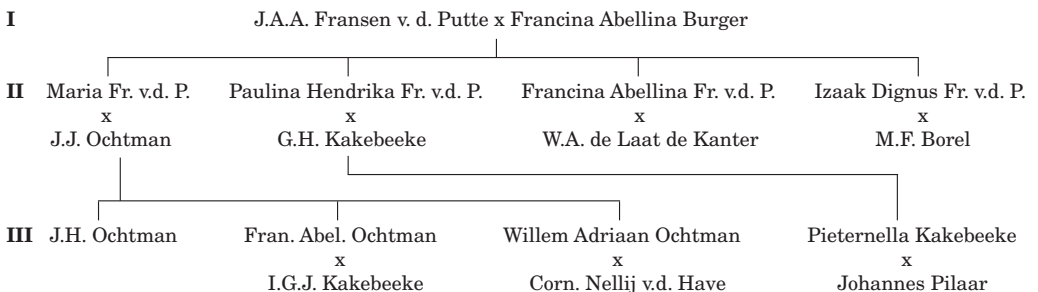 I J.A.A. Fransen v. d. Putte x Francina Abellina Burger
II Maria Fr. v.d. P. Paulina Hendrika Fr. v.d. P. Francina Abellina Fr. v.d. P. Izaak Dignus Fr. v.d. P.
x x x x
J.J. Ochtman G.H. Kakebeeke W.A. de Laat de Kanter M.F. Borel
III J.H. Ochtman Fran. Abel. Ochtman Willem Adriaan Ochtman Pieternella Kakebeeke
x x x
I.G.J. Kakebeeke Corn. Nellij v.d. Have Johannes Pilaar